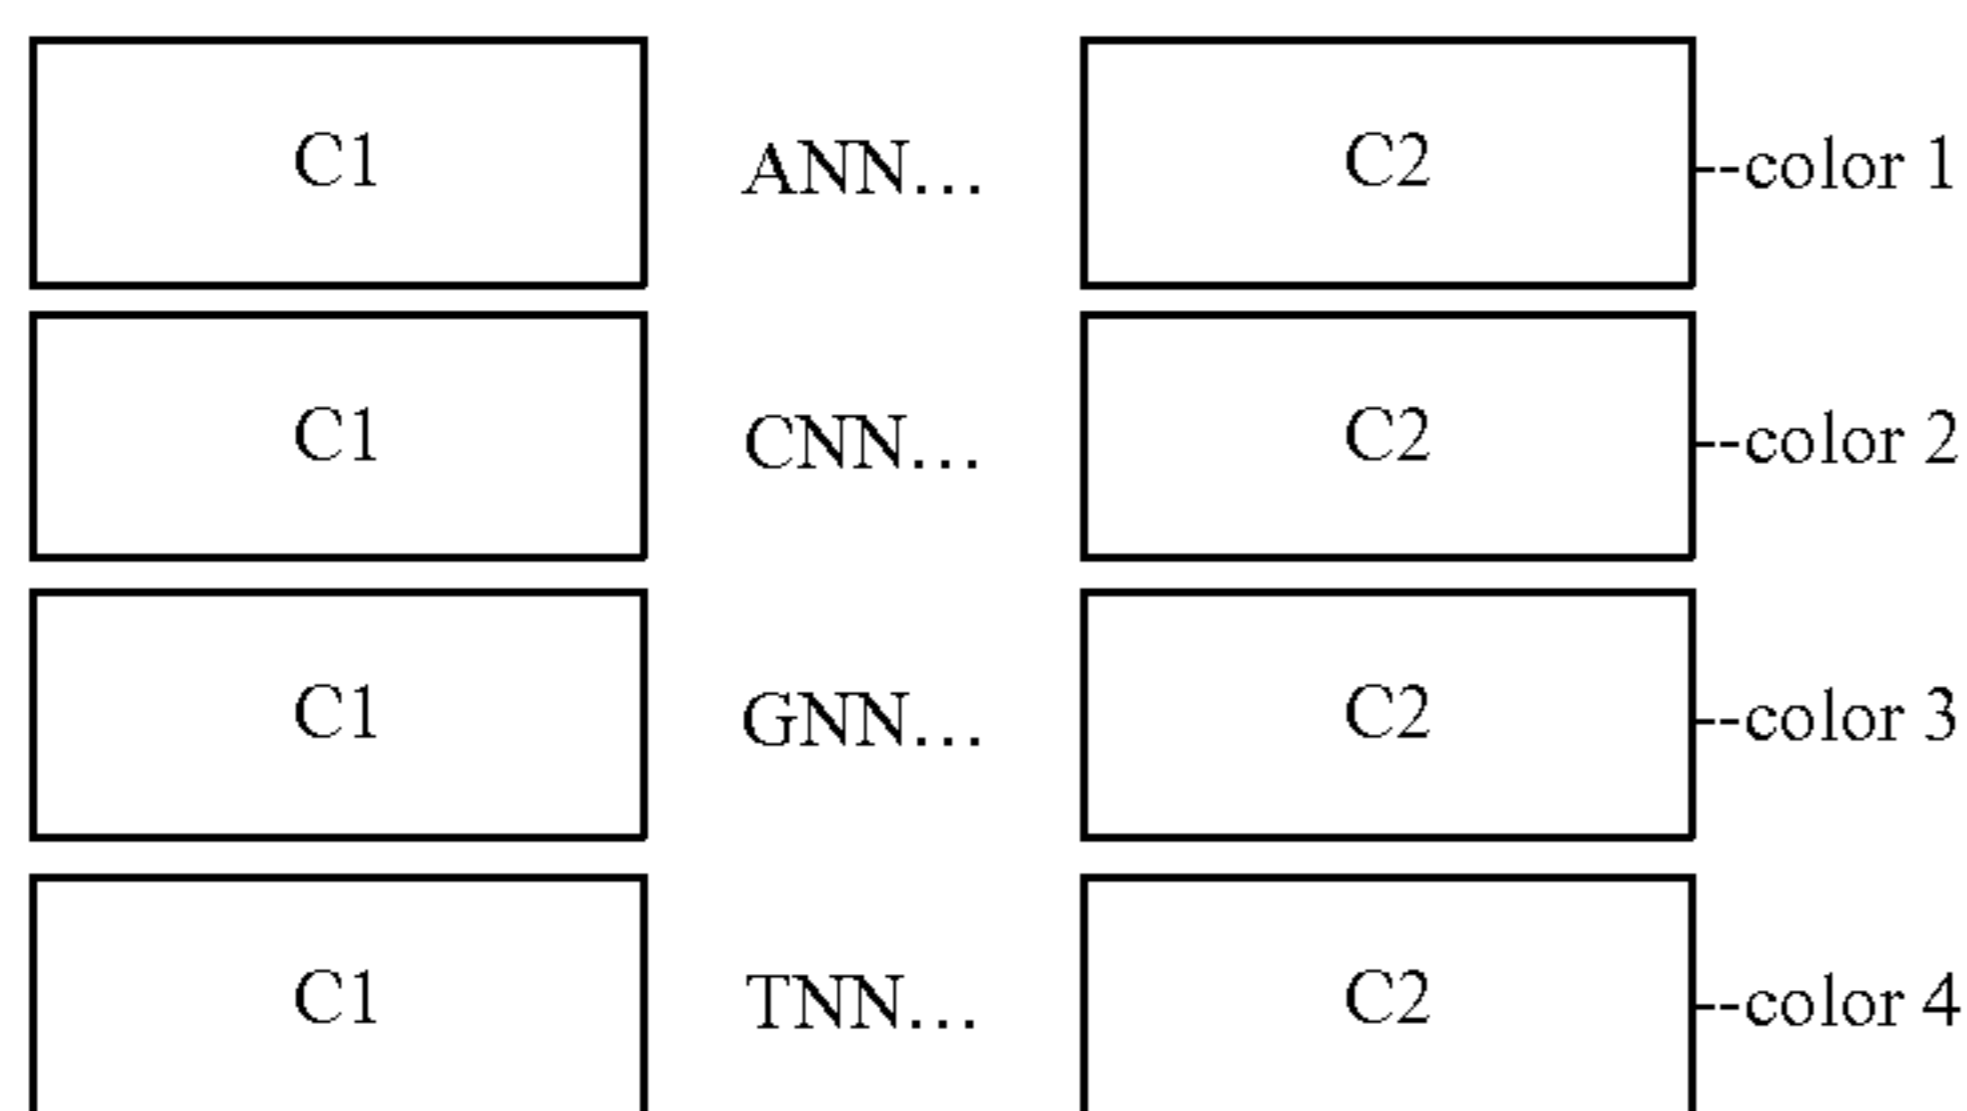 C1 ANN... C2 --color 1
C1 CNN... C2 --color 2
C1 GNN... C2 --color 3
C1 TNN... C2 --color 4